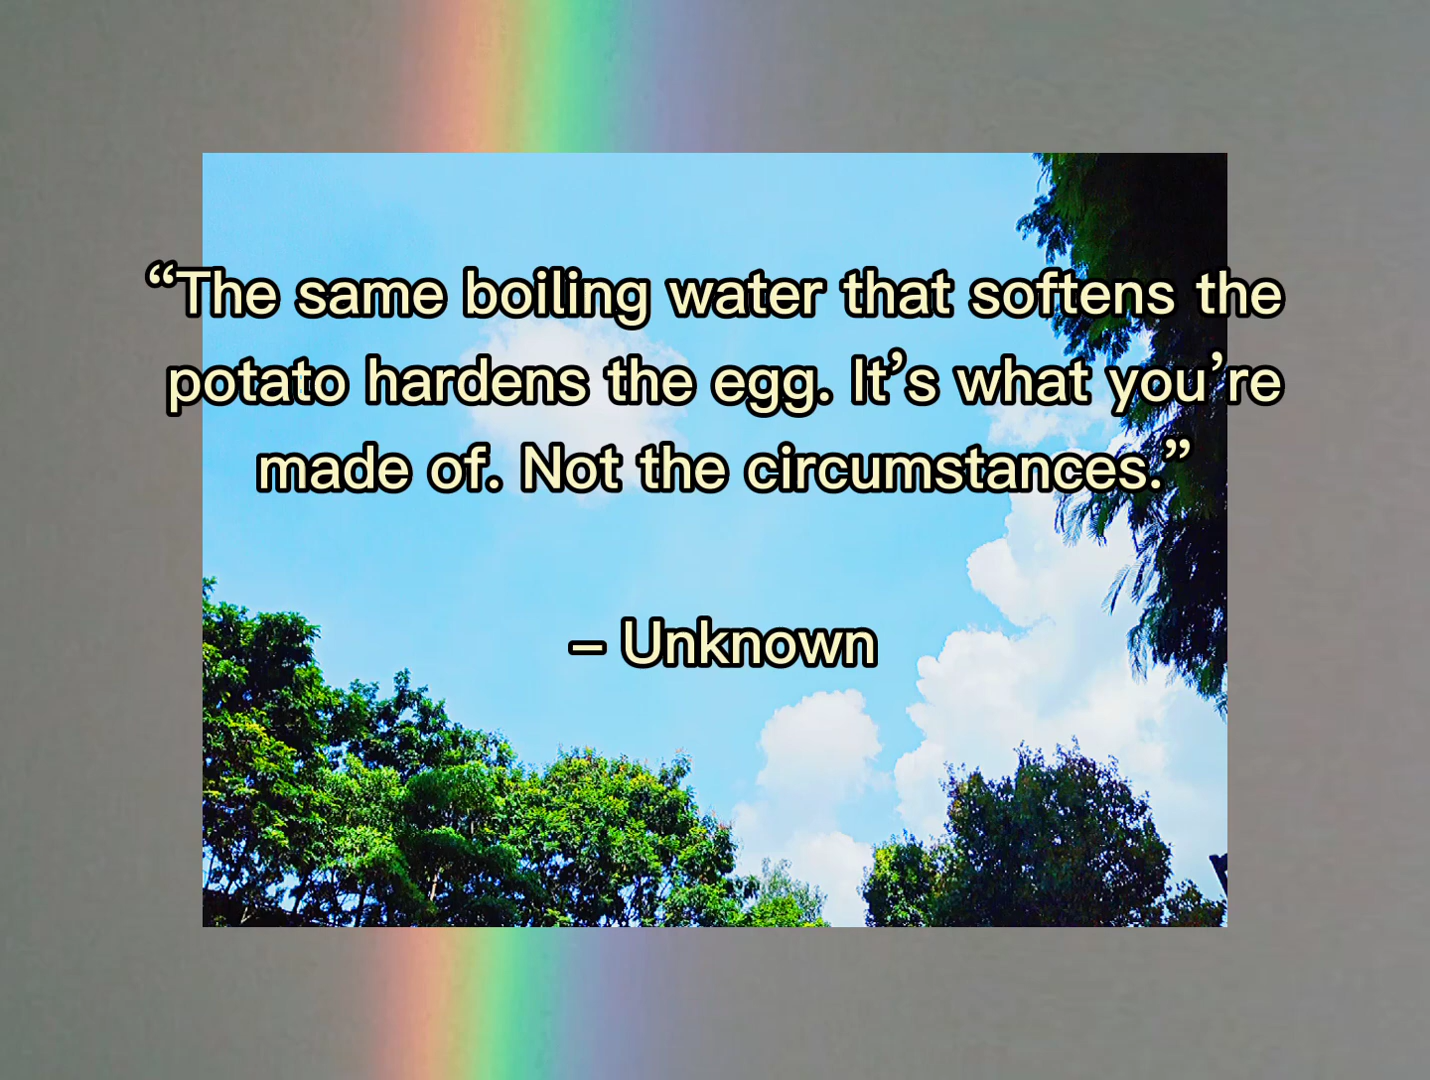 “The same boiling water that softens the
potato hardens the egg. It’s what you’re
made of. Not the circumstances.”
– Unknown